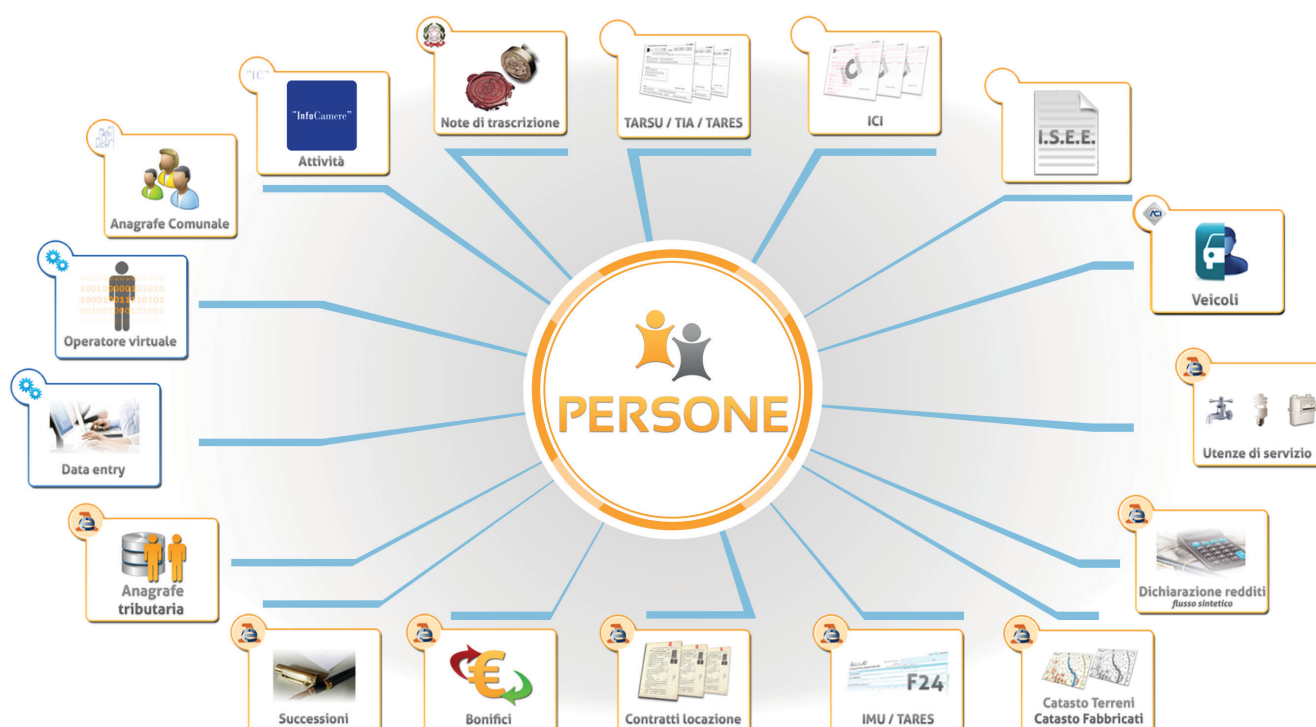 Note di trascrizione
TARSU / TIA / TARES
ICI
"IC"
"InfoCamere"
Attività
I.S.E.E.
Anagrafe Comunale
ACI
Veicoli
001010001101000
100100000101010
Operatore virtuale
PERSONE
Utenze di servizio
Data entry
Anagrafe
tributaria
Dichiarazione redditi
flusso sintetico
Successioni
Bonifici
€
Contratti locazione
F24
IMU / TARES
Catasto Terreni
Catasto Fabbricati